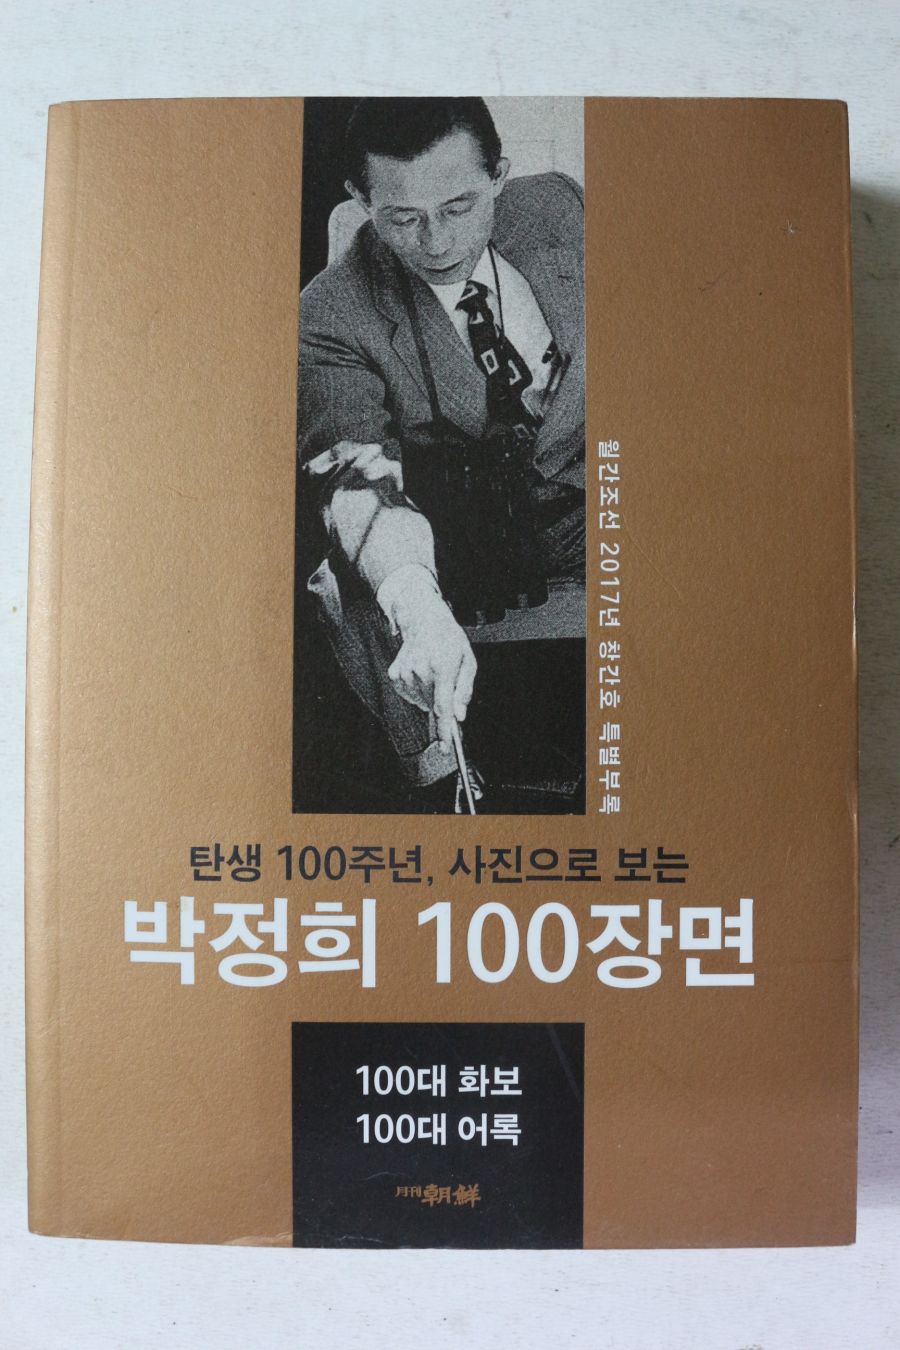 월간조선 2017년 창간호 특별부록
탄생 100주년, 사진으로 보는
박정희 100장면
100대 화보
100대 어록
月刊朝鮮